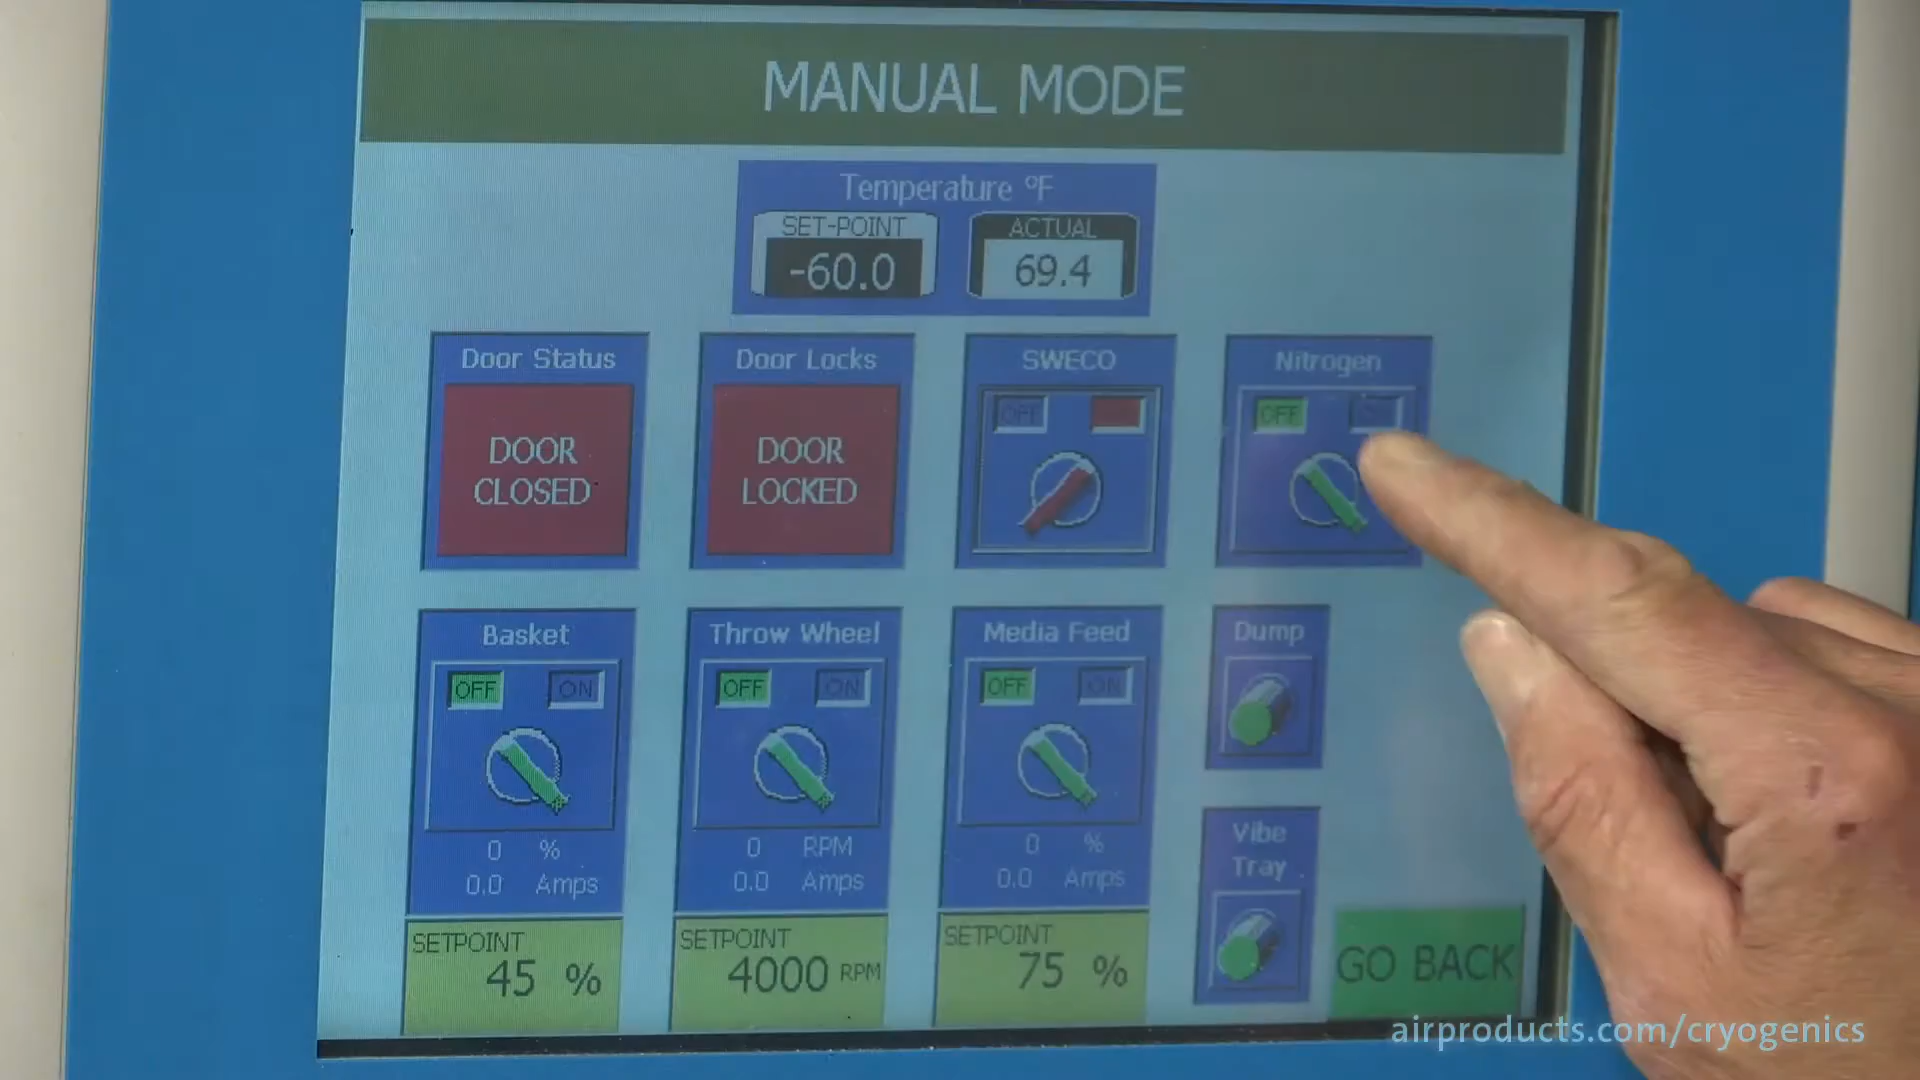 MANUAL MODE
Temperature °F
SET-POINT
ACTUAL
-60.0
69.4
Door Status
Door Locks
SWECO
Nitrogen
OFF
OFF
DOOR
CLOSED
DOOR
LOCKED
Basket
Throw Wheel
Media Feed
Dump
OFF
ON
OFF
ON
OFF
ON
0 %
0 RPM
0 %
0.0 Amps
0.0 Amps
0.0 Amps
Vibe
Tray
SETPOINT
45 %
SETPOINT
4000 RPM
SETPOINT
75 %
GO BACK
airproducts.com/cryogenics